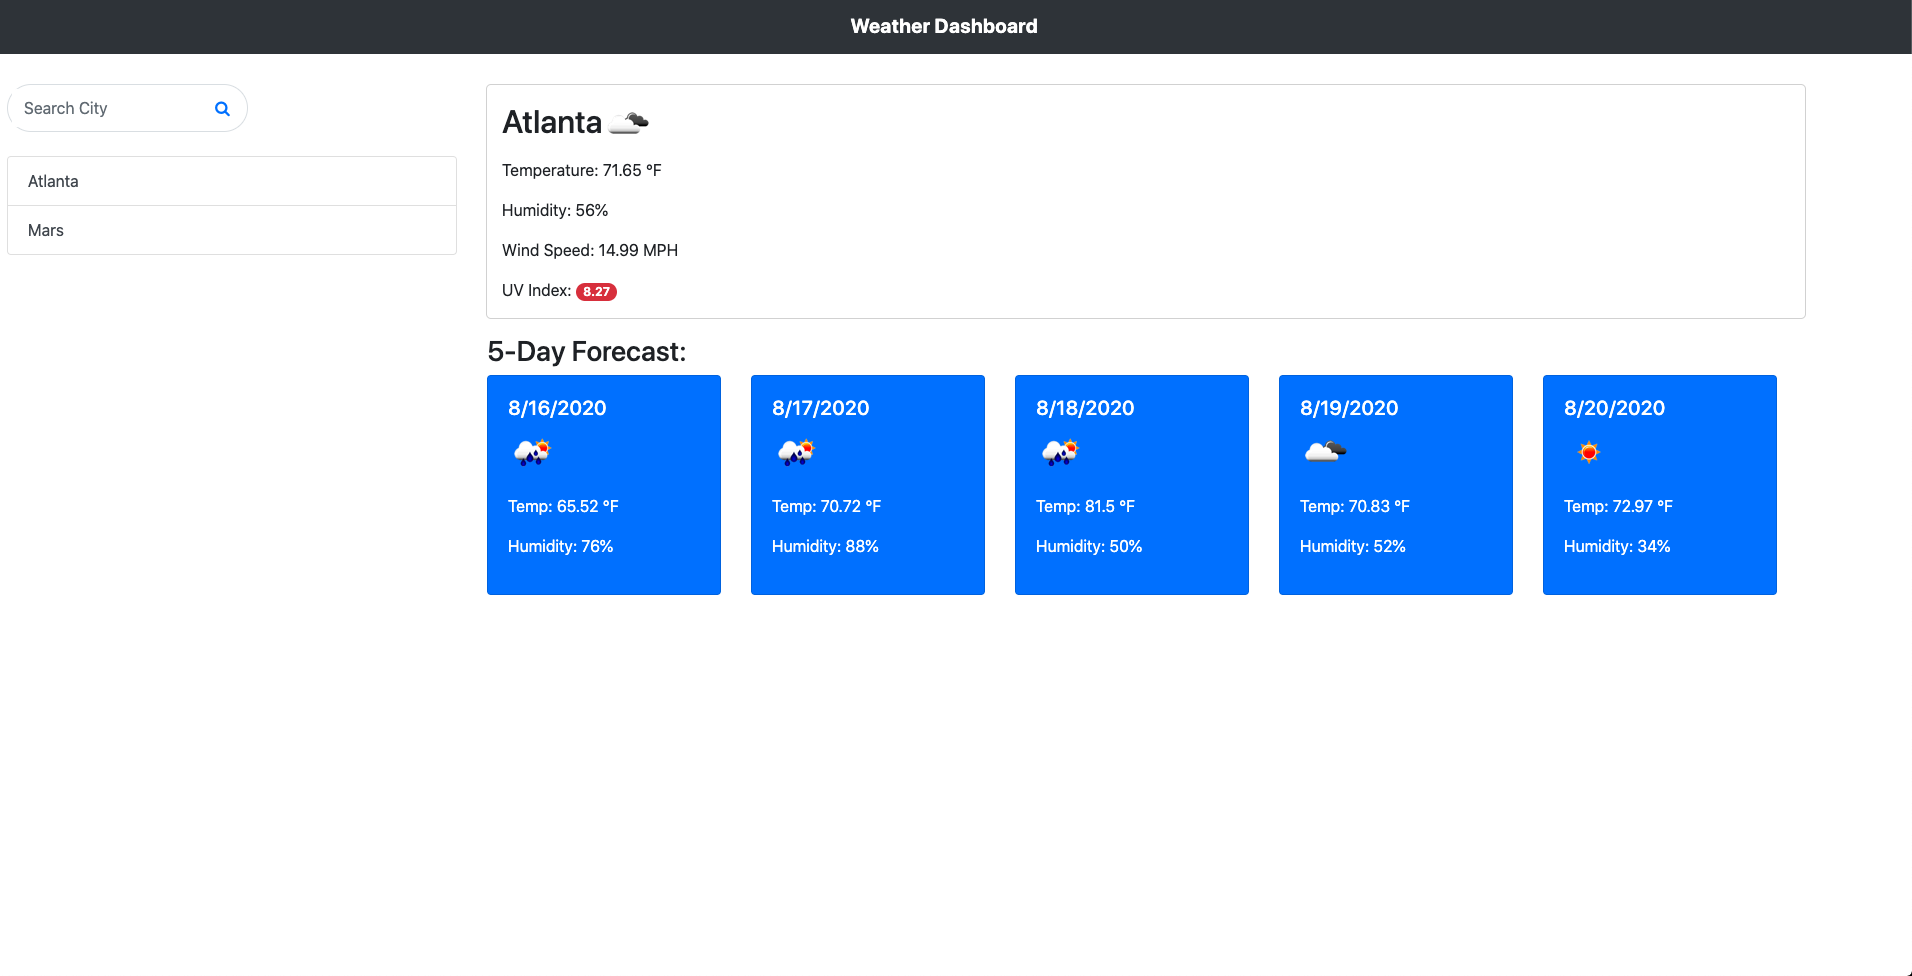 Weather Dashboard
Search City
Atlanta
Mars
Atlanta
Temperature: 71.65 °F
Humidity: 56%
Wind Speed: 14.99 MPH
UV Index: 8.27
5-Day Forecast:
8/16/2020
Temp: 65.52 °F
Humidity: 76%
8/17/2020
Temp: 70.72 °F
Humidity: 88%
8/18/2020
Temp: 81.5 °F
Humidity: 50%
8/19/2020
Temp: 70.83 °F
Humidity: 52%
8/20/2020
Temp: 72.97 °F
Humidity: 34%